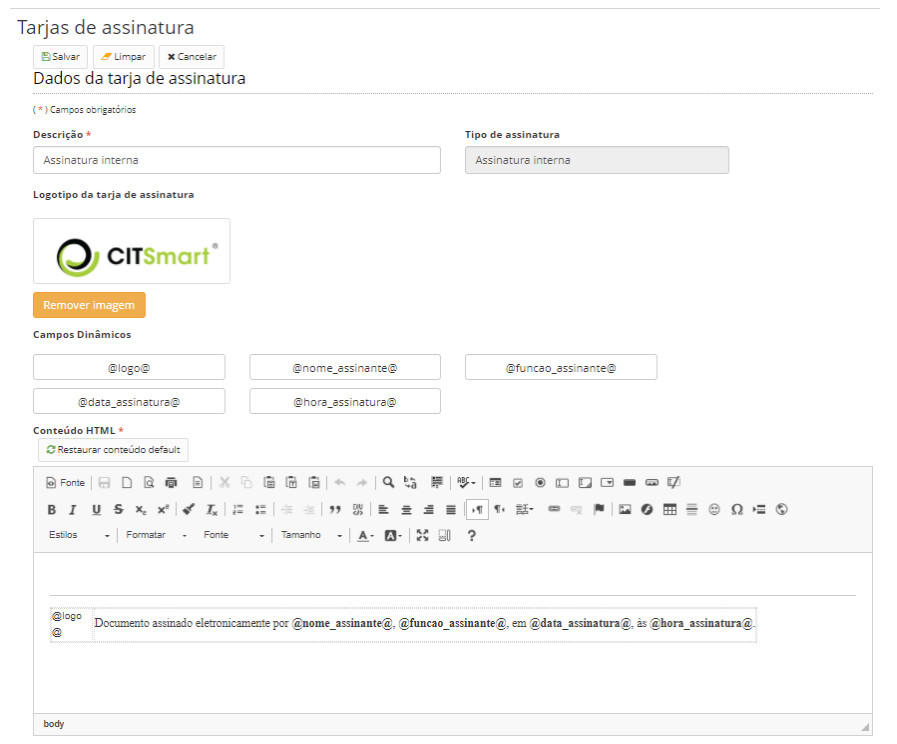 Tarjas de assinatura
Salvar Limpar Cancelar
Dados da tarja de assinatura
( * ) Campos obrigatórios
Descrição * Tipo de assinatura
Assinatura interna Assinatura interna
Logotipo da tarja de assinatura
CITSmart®
Remover imagem
Campos Dinâmicos
@logo@ @nome_assinante@ @funcao_assinante@
@data_assinatura@ @hora_assinatura@
Conteúdo HTML *
Restaurar conteúdo default
Fonte
Estilos Formatar Fonte Tamanho
@logo
@
Documento assinado eletronicamente por @nome_assinante@, @funcao_assinante@, em @data_assinatura@, às @hora_assinatura@.
body